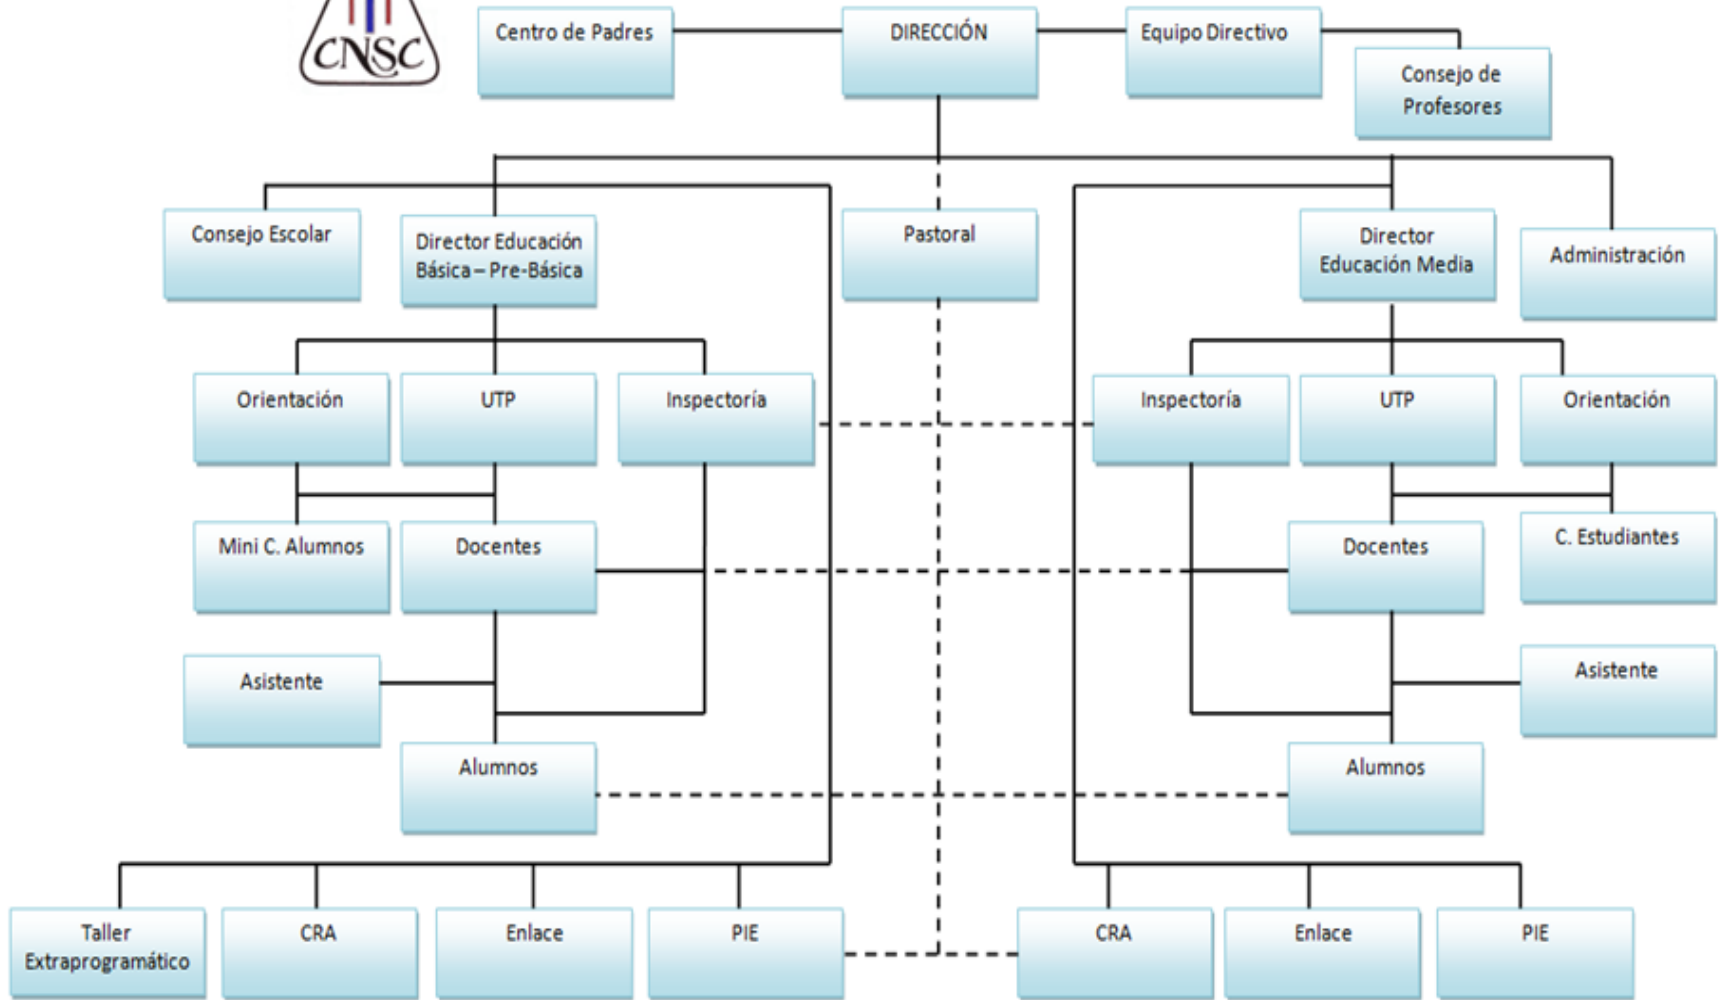 CNSC
Centro de Padres
DIRECCIÓN
Equipo Directivo
Consejo de
Profesores
Consejo Escolar
Director Educación
Básica – Pre-Básica
Pastoral
Director
Educación Media
Administración
Orientación
UTP
Inspectoría
Inspectoría
UTP
Orientación
Mini C. Alumnos
Docentes
Docentes
C. Estudiantes
Asistente
Asistente
Alumnos
Alumnos
Taller
Extraprogramático
CRA
Enlace
PIE
CRA
Enlace
PIE